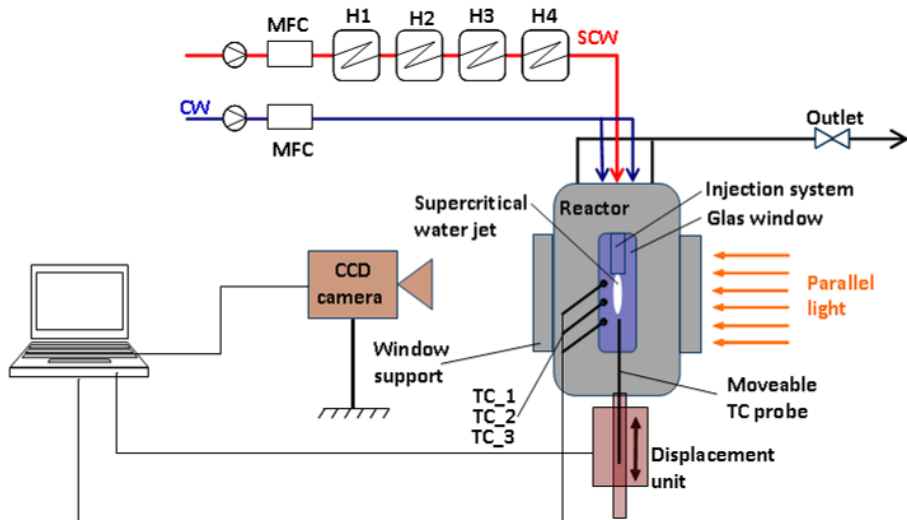 MFC
H1
H2
H3
H4
SCW
CW
MFC
Outlet
Supercritical
water jet
Reactor
Injection system
Glas window
CCD
camera
Parallel
light
Window
support
TC_1
TC_2
TC_3
Moveable
TC probe
Displacement
unit